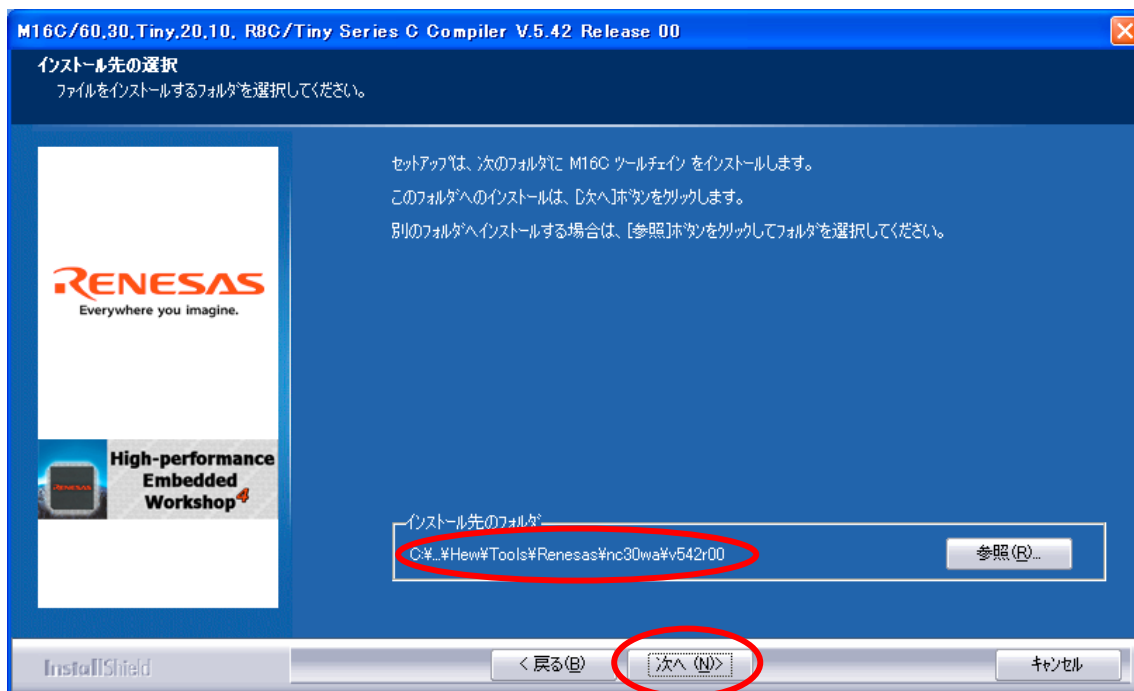 M16C/60,30,Tiny,20,10, R8C/Tiny Series C Compiler V.5.42 Release 00
インストール先の選択
ファイルをインストールするフォルダを選択してください。
セットアップは、次のフォルダに M16C ツールチェイン をインストールします。
このフォルダへのインストールは、[次へ]ボタンをクリックします。
別のフォルダへインストールする場合は、[参照]ボタンをクリックしてフォルダを選択してください。
RENESAS
Everywhere you imagine.
RENESAS
High-performance
Embedded
Workshop4
インストール先のフォルダ
C:¥...¥Hew¥Tools¥Renesas¥nc30wa¥v542r00
参照(R)...
InstallShield
< 戻る(B)
次へ (N)>
キャンセル